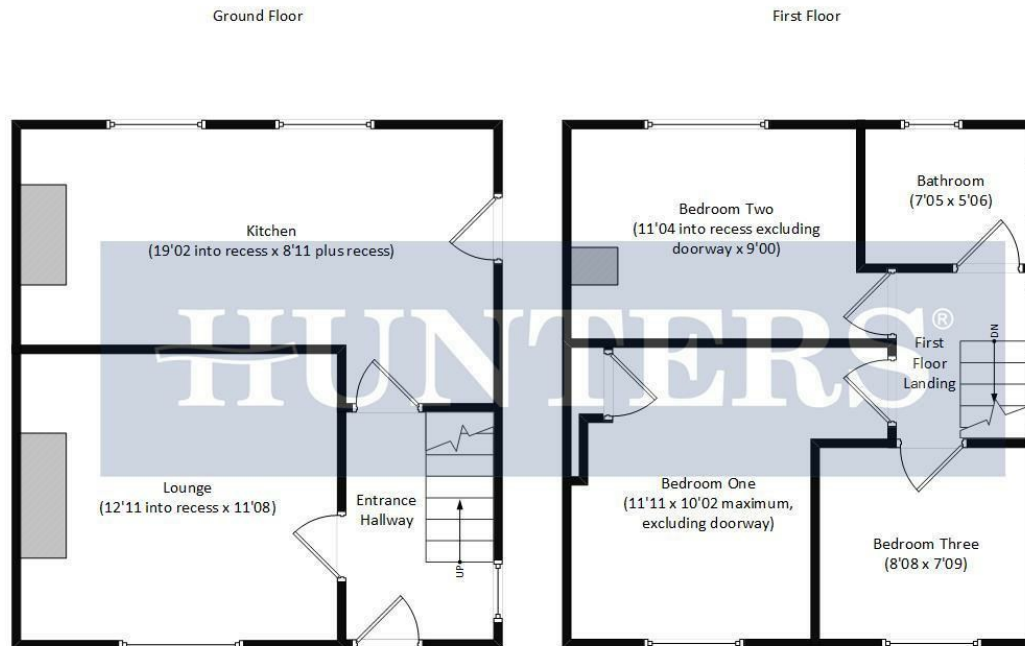 Ground Floor
First Floor
Kitchen
(19'02 into recess x 8'11 plus recess)
Lounge
(12'11 into recess x 11'08)
Entrance
Hallway
UP
Bedroom Two
(11'04 into recess excluding
doorway x 9'00)
Bathroom
(7'05 x 5'06)
First
Floor
Landing
DN
Bedroom One
(11'11 x 10'02 maximum,
excluding doorway)
Bedroom Three
(8'08 x 7'09)
HUNTERS®